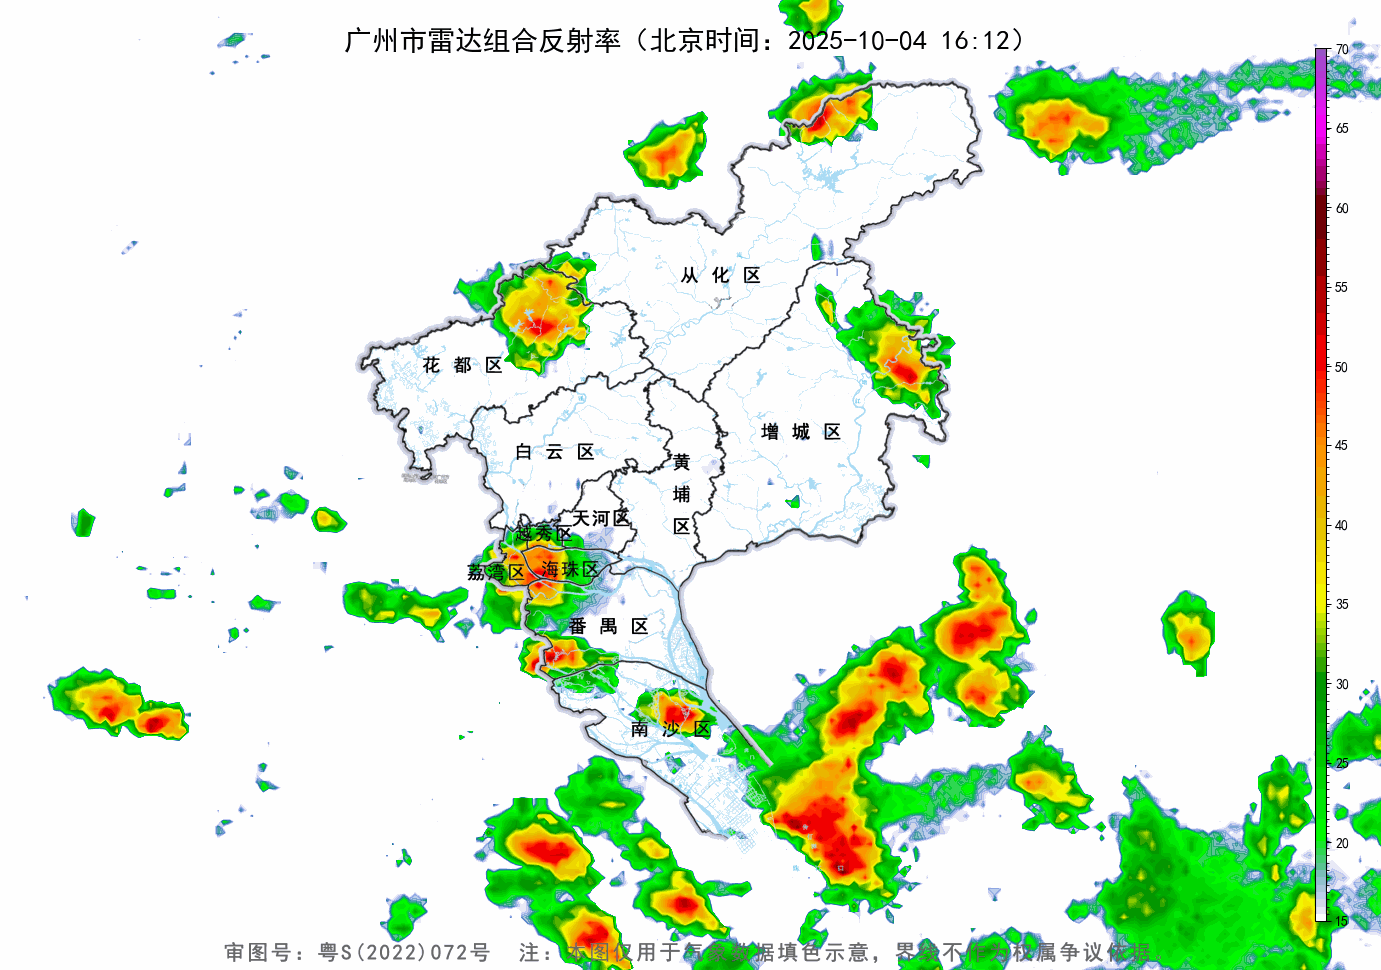 广州市雷达组合反射率（北京时间：2025-10-04 16:12）
70
65
60
55
50
45
40
35
30
25
20
15
从化区
花都区
增城区
白云区
黄埔区
天河区
越秀区
荔湾区
海珠区
番禺区
南沙区
审图号：粤S(2022)072号 注：本图仅用于气象数据填色示意，界线不作为权属争议依据